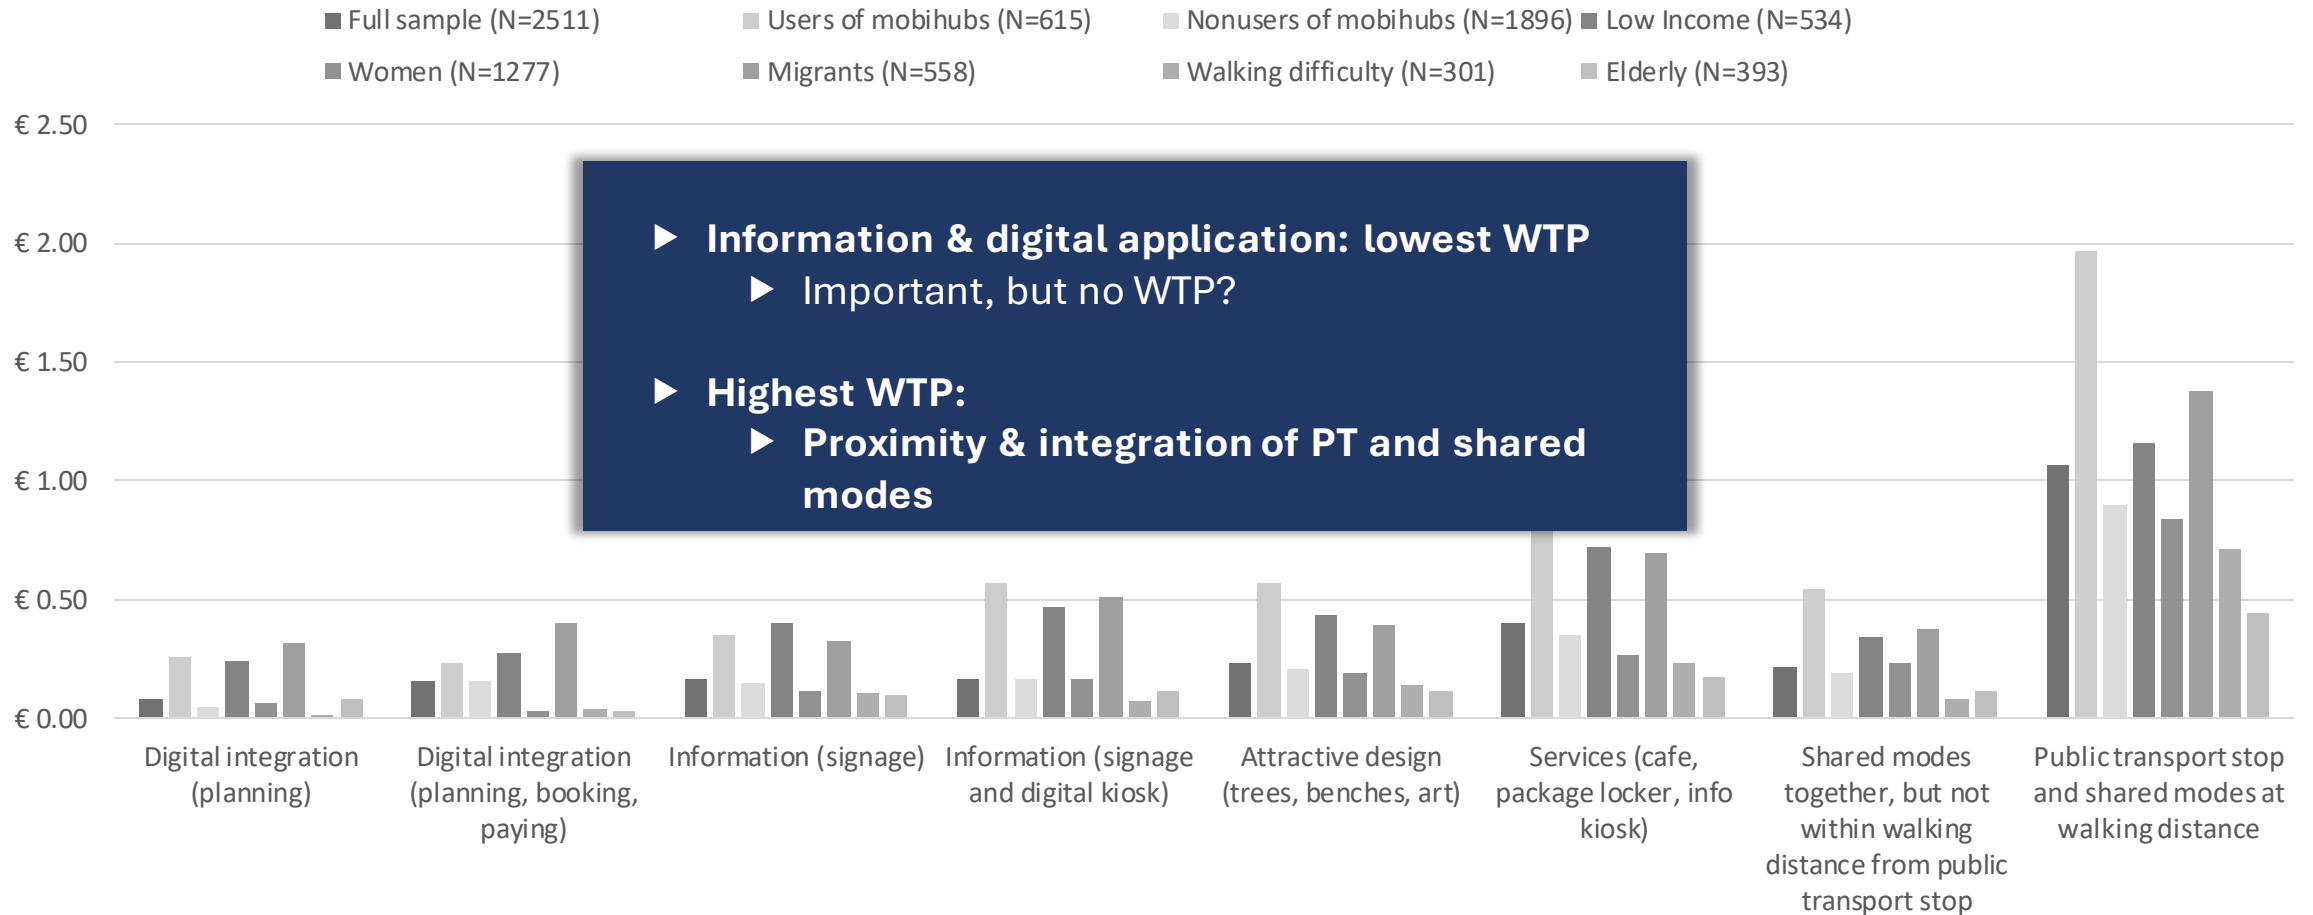 Full sample (N=2511)
Users of mobihubs (N=615)
Nonusers of mobihubs (N=1896)
Low Income (N=534)
Women (N=1277)
Migrants (N=558)
Walking difficulty (N=301)
Elderly (N=393)
€ 2.50
€ 2.00
€ 1.50
€ 1.00
€ 0.50
€ 0.00
Information & digital application: lowest WTP
Important, but no WTP?
Highest WTP:
Proximity & integration of PT and shared
modes
Digital integration
(planning)
Digital integration
(planning, booking,
paying)
Information (signage)
Information (signage
and digital kiosk)
Attractive design
(trees, benches, art)
Services (cafe,
package locker, info
kiosk)
Shared modes
together, but not
within walking
distance from public
transport stop
Public transport stop
and shared modes at
walking distance